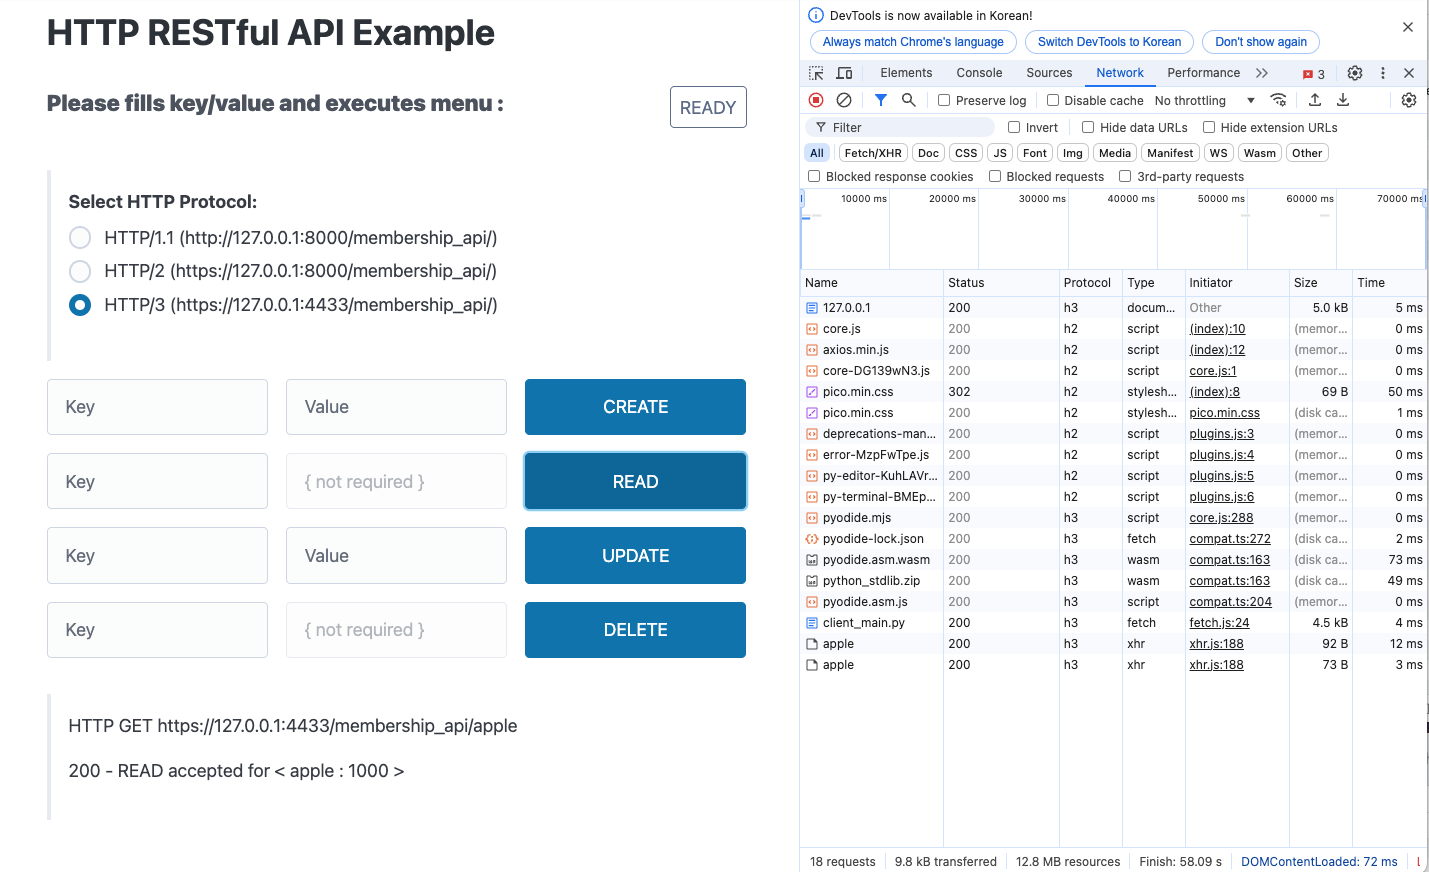 HTTP RESTful API Example
Please fills key/value and executes menu :
READY
Select HTTP Protocol:
HTTP/1.1 (http://127.0.0.1:8000/membership_api/)
HTTP/2 (https://127.0.0.1:8000/membership_api/)
HTTP/3 (https://127.0.0.1:4433/membership_api/)
Key Value CREATE
Key { not required } READ
Key Value UPDATE
Key { not required } DELETE
HTTP GET https://127.0.0.1:4433/membership_api/apple
200 - READ accepted for < apple : 1000 >
DevTools is now available in Korean!
Always match Chrome's language Switch DevTools to Korean Don't show again
Elements Console Sources Network Performance 3
Preserve log Disable cache No throttling
Filter Invert Hide data URLs Hide extension URLs
All Fetch/XHR Doc CSS JS Font Img Media Manifest WS Wasm Other
Blocked response cookies Blocked requests 3rd-party requests
10000 ms 20000 ms 30000 ms 40000 ms 50000 ms 60000 ms 70000 ms
Name Status Protocol Type Initiator Size Time
127.0.0.1 200 h3 docum... Other 5.0 kB 5 ms
core.js 200 h2 script (index):10 (memor... 0 ms
axios.min.js 200 h2 script (index):12 (memor... 0 ms
core-DG139wN3.js 200 h2 script core.js:1 (memor... 0 ms
pico.min.css 302 h2 stylesh... (index):8 69 B 50 ms
pico.min.css 200 h2 stylesh... pico.min.css (disk ca... 1 ms
deprecations-man... 200 h2 script plugins.js:3 (memor... 0 ms
error-MzpFwTpe.js 200 h2 script plugins.js:4 (memor... 0 ms
py-editor-KuhLAVr... 200 h2 script plugins.js:5 (memor... 0 ms
py-terminal-BMEp... 200 h2 script plugins.js:6 (memor... 0 ms
pyodide.mjs 200 h3 script core.js:288 (memor... 0 ms
pyodide-lock.json 200 h3 fetch compat.ts:272 (disk ca... 2 ms
pyodide.asm.wasm 200 h3 wasm compat.ts:163 (disk ca... 73 ms
python_stdlib.zip 200 h3 wasm compat.ts:163 (disk ca... 49 ms
pyodide.asm.js 200 h3 script compat.ts:204 (memor... 0 ms
client_main.py 200 h3 fetch fetch.js:24 4.5 kB 4 ms
apple 200 h3 xhr xhr.js:188 92 B 12 ms
apple 200 h3 xhr xhr.js:188 73 B 3 ms
18 requests 9.8 kB transferred 12.8 MB resources Finish: 58.09 s DOMContentLoaded: 72 ms